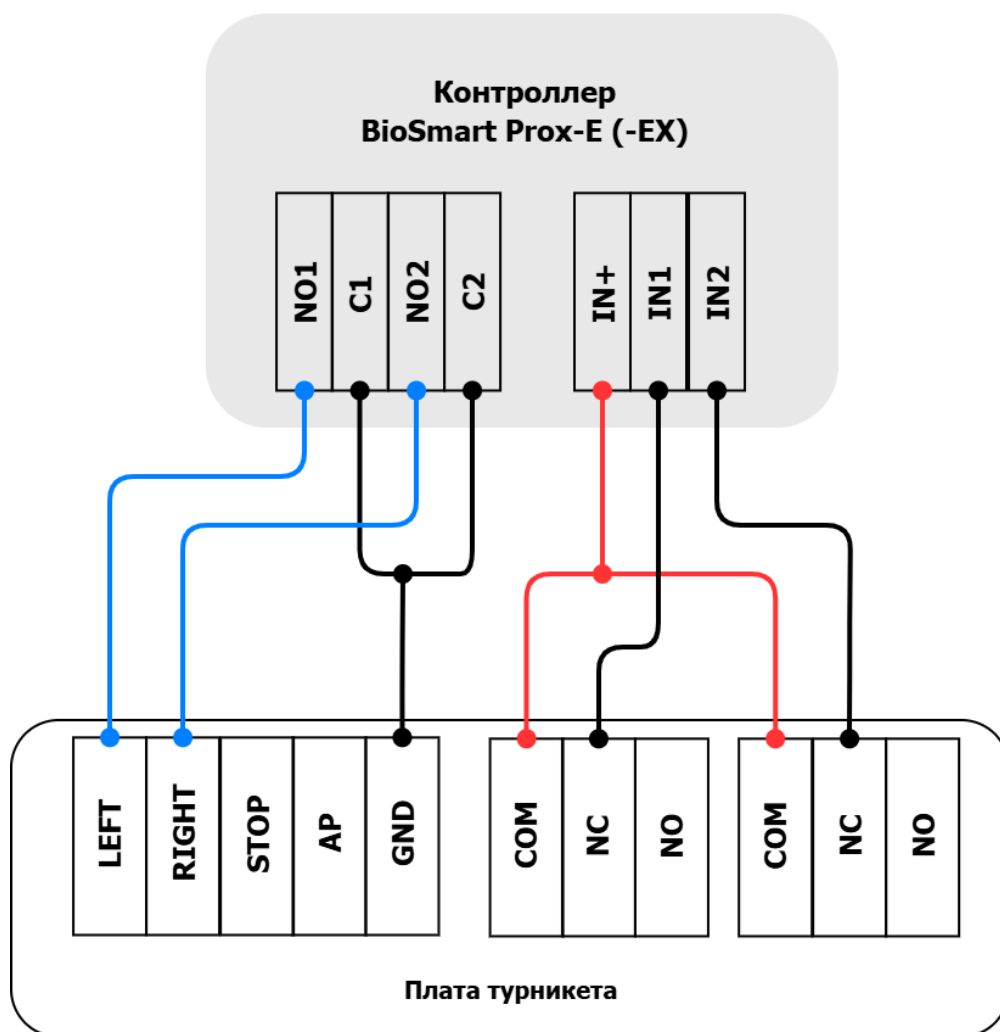 Контроллер
BioSmart Prox-E (-EX)
NO1
C1
NO2
C2
IN+
IN1
IN2
LEFT
RIGHT
STOP
AP
GND
COM
NC
NO
COM
NC
NO
Плата турникета